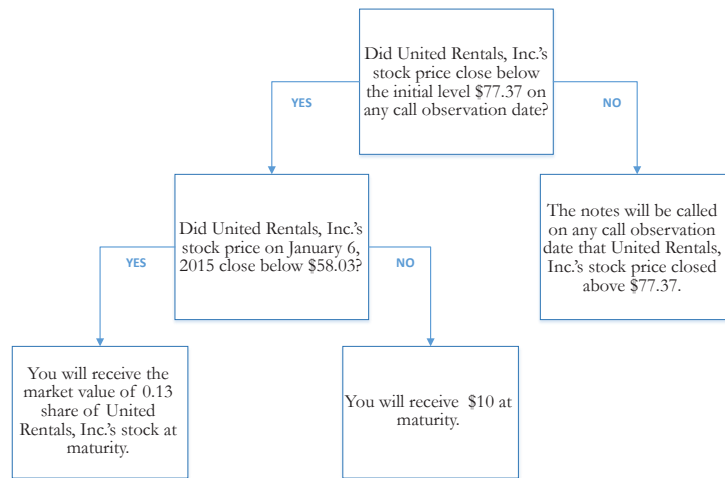 Did United Rentals, Inc.'s
stock price close below
the initial level $77.37 on
any call observation date?
YES
NO
Did United Rentals, Inc.'s
stock price on January 6,
2015 close below $58.03?
The notes will be called
on any call observation
date that United Rentals,
Inc.'s stock price closed
above $77.37.
YES
NO
You will receive the
market value of 0.13
share of United
Rentals, Inc.'s stock at
maturity.
You will receive $10 at
maturity.